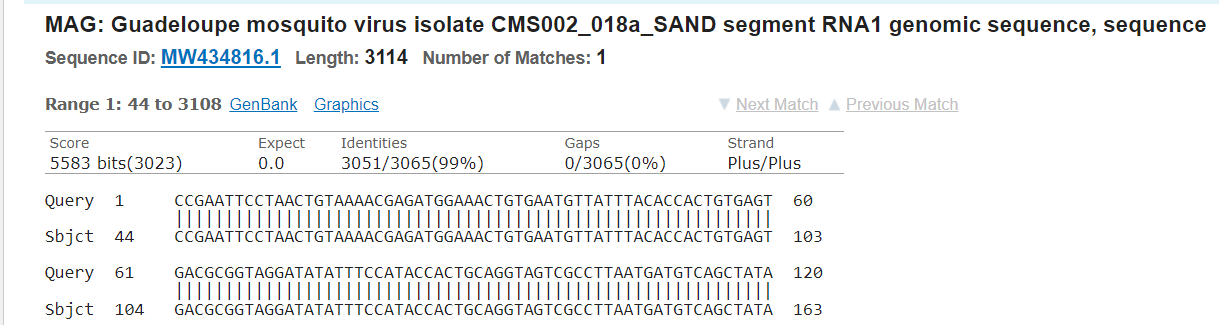 MAG: Guadeloupe mosquito virus isolate CMS002_018a_SAND segment RNA1 genomic sequence, sequence
Sequence ID: MW434816.1 Length: 3114 Number of Matches: 1
Range 1: 44 to 3108 GenBank Graphics ▼ Next Match ▲ Previous Match
Score Expect Identities Gaps Strand
5583 bits(3023) 0.0 3051/3065(99%) 0/3065(0%) Plus/Plus
Query 1 CCGAATTCCTAACTGTAAAACGAGATGGAAACTGTGAATGTTATTTACACCACTGTGAGT 60
Sbjct 44 CCGAATTCCTAACTGTAAAACGAGATGGAAACTGTGAATGTTATTTACACCACTGTGAGT 103
Query 61 GACGCGGTAGGATATATTTCCATACCACTGCAGGTAGTCGCCTTAATGATGTCAGCTATA 120
Sbjct 104 GACGCGGTAGGATATATTTCCATACCACTGCAGGTAGTCGCCTTAATGATGTCAGCTATA 163